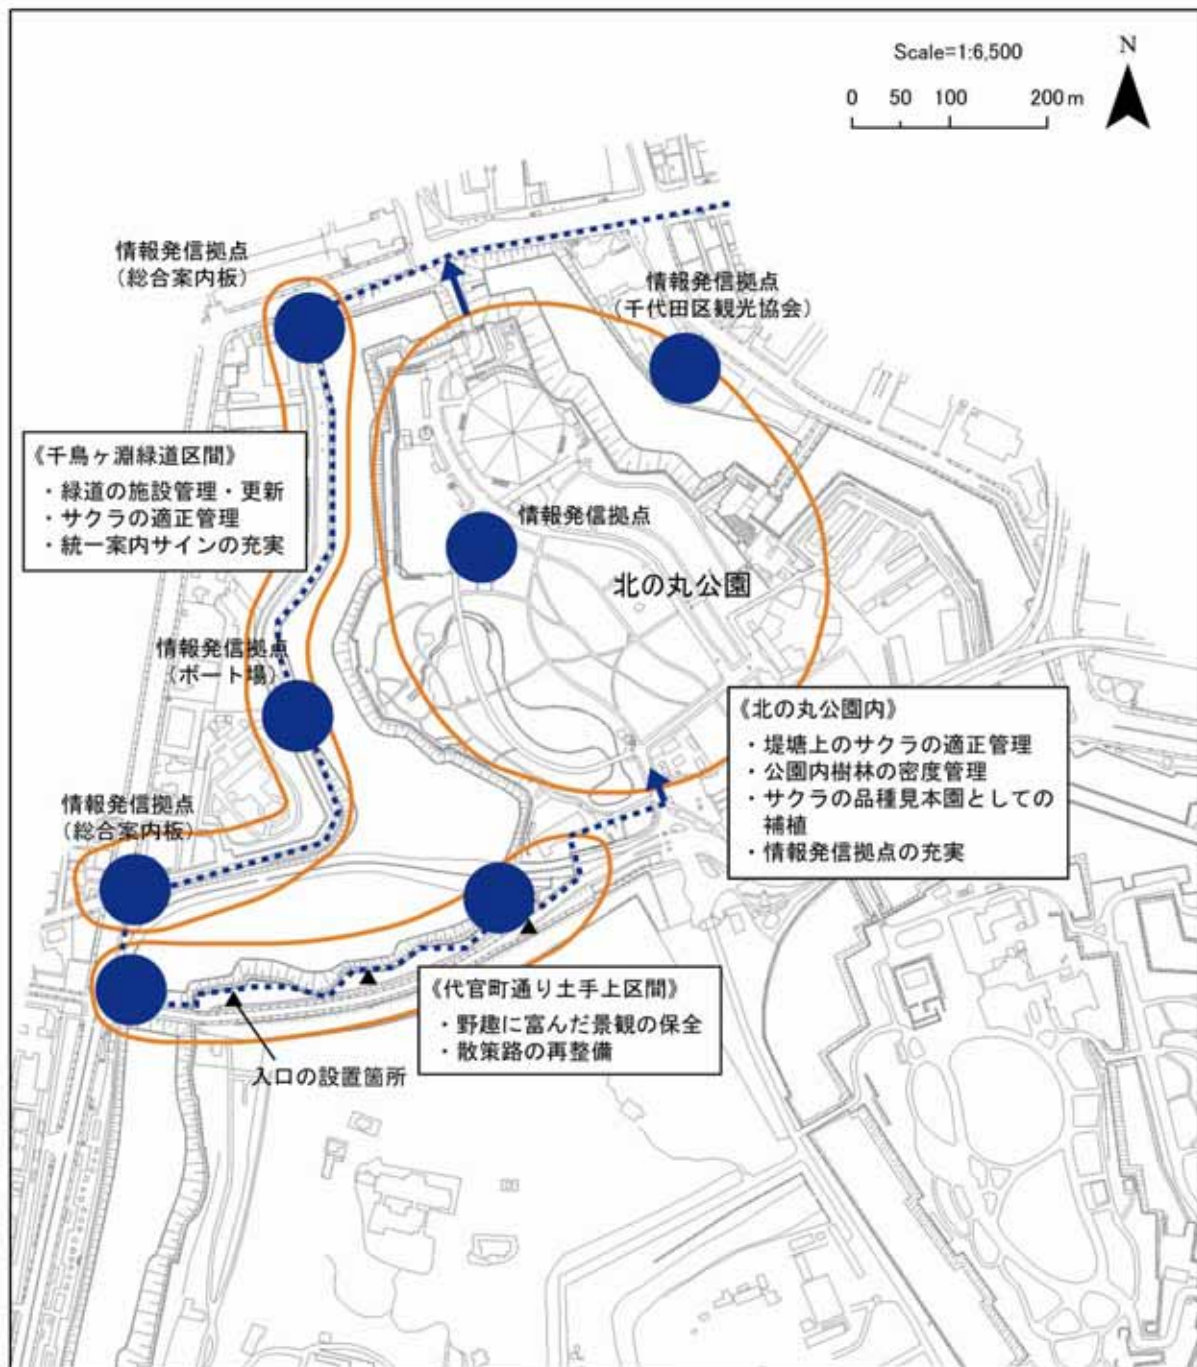 Scale=1:6,500
N
0 50 100 200m
情報発信拠点
（総合案内板）
情報発信拠点
（千代田区観光協会）
《千鳥ヶ淵緑道区間》
・緑道の施設管理・更新
・サクラの適正管理
・統一案内サインの充実
情報発信拠点
北の丸公園
情報発信拠点
（ボート場）
《北の丸公園内》
・堤塘上のサクラの適正管理
・公園内樹林の密度管理
・サクラの品種見本園としての
補植
・情報発信拠点の充実
情報発信拠点
（総合案内板）
《代官町通り土手上区間》
・野趣に富んだ景観の保全
・散策路の再整備
入口の設置箇所